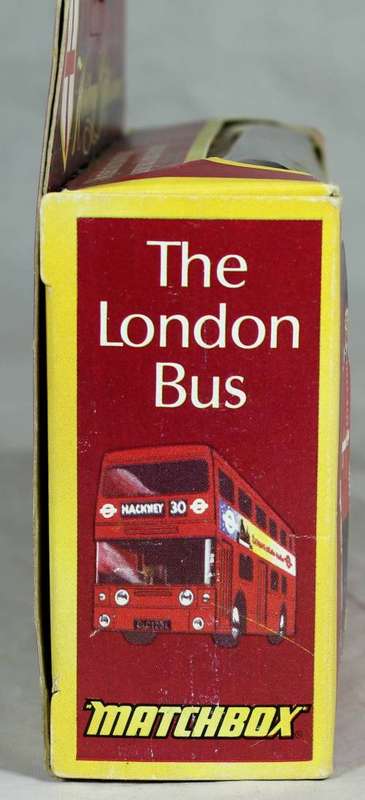 The
London
Bus
HACKNEY 30
"MATCHBOX"
®